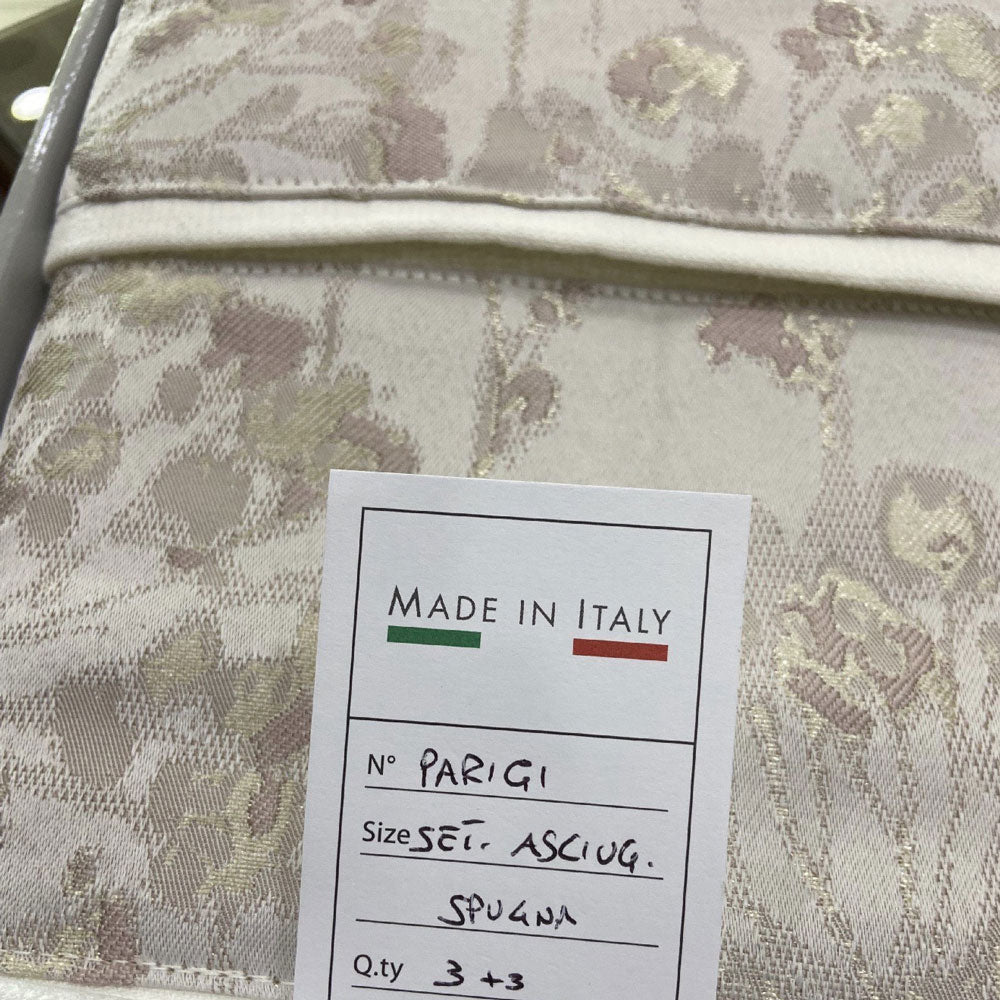 MADE IN ITALY
N° PARIGI
Size SET. ASCIUG.
SPUGNA
Q.ty 3+3